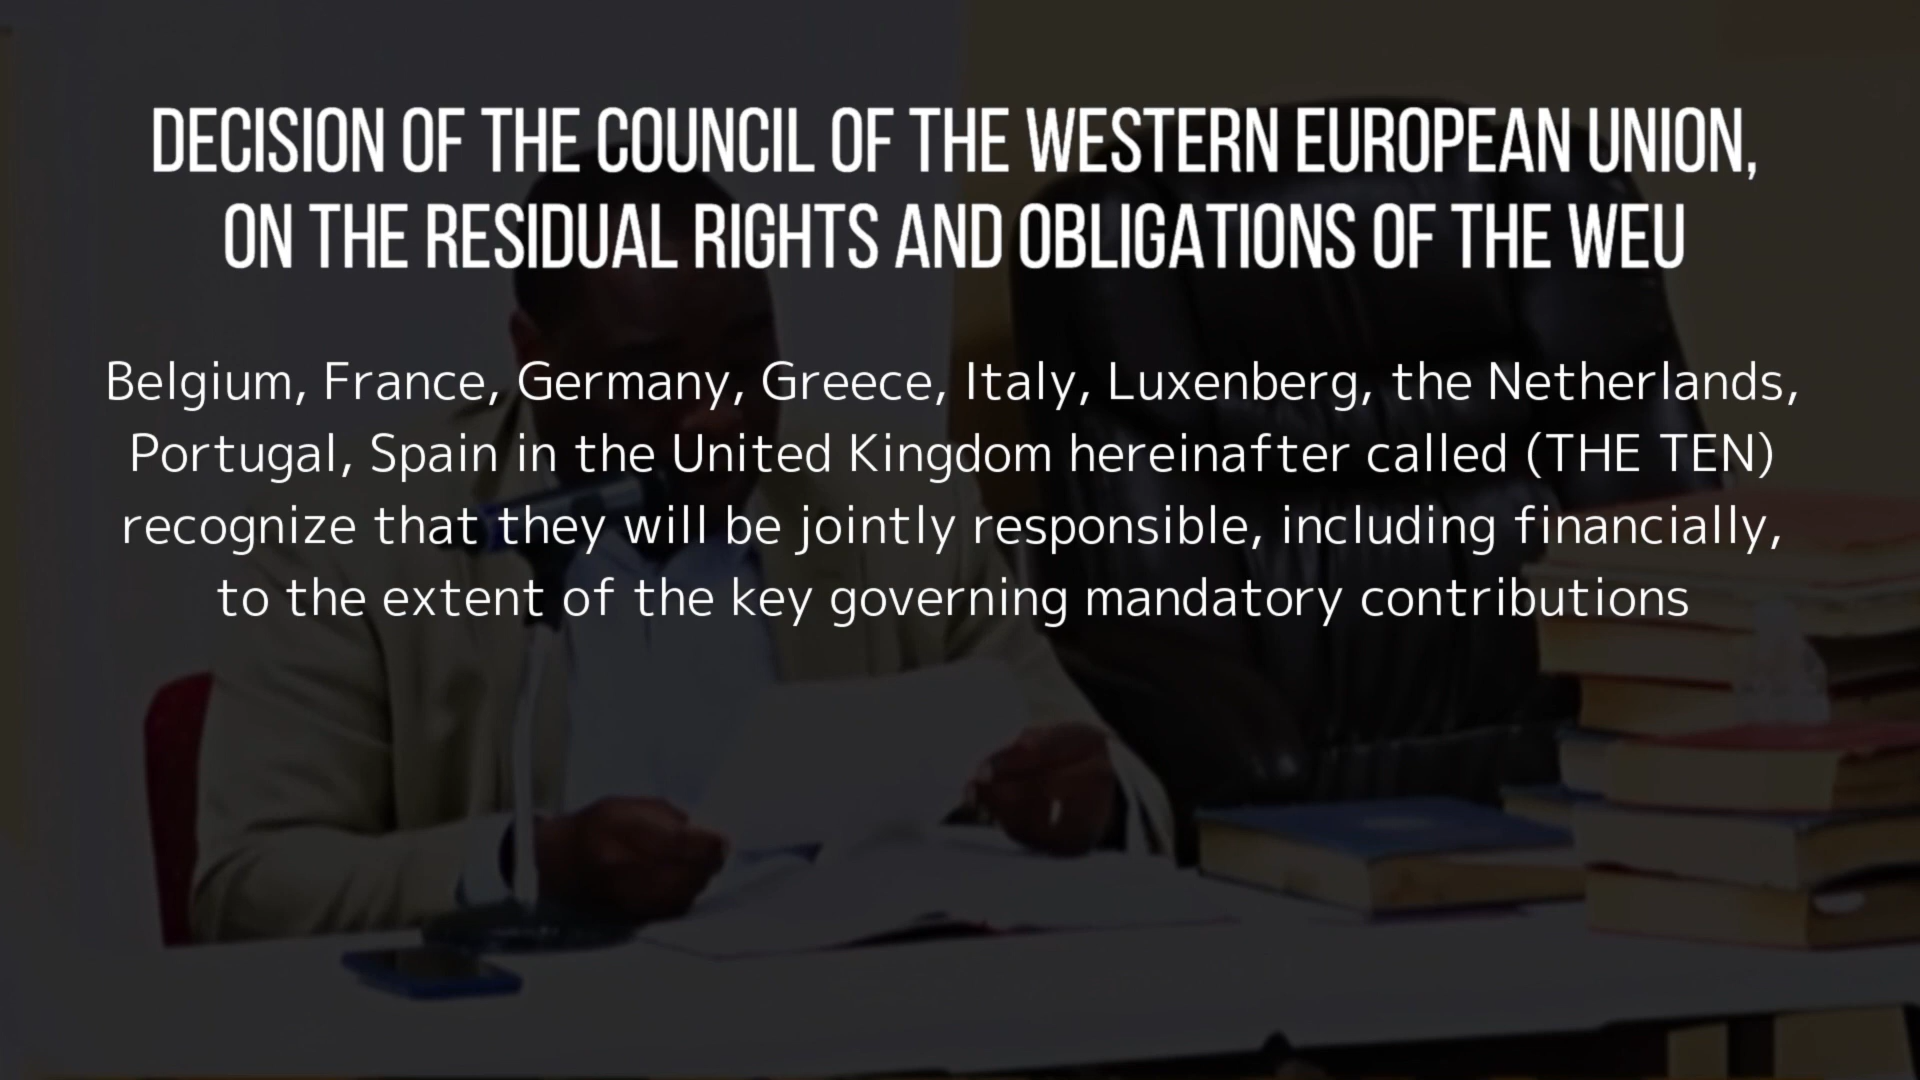 DECISION OF THE COUNCIL OF THE WESTERN EUROPEAN UNION,
ON THE RESIDUAL RIGHTS AND OBLIGATIONS OF THE WEU
Belgium, France, Germany, Greece, Italy, Luxenberg, the Netherlands,
Portugal, Spain in the United Kingdom hereinafter called (THE TEN)
recognize that they will be jointly responsible, including financially,
to the extent of the key governing mandatory contributions